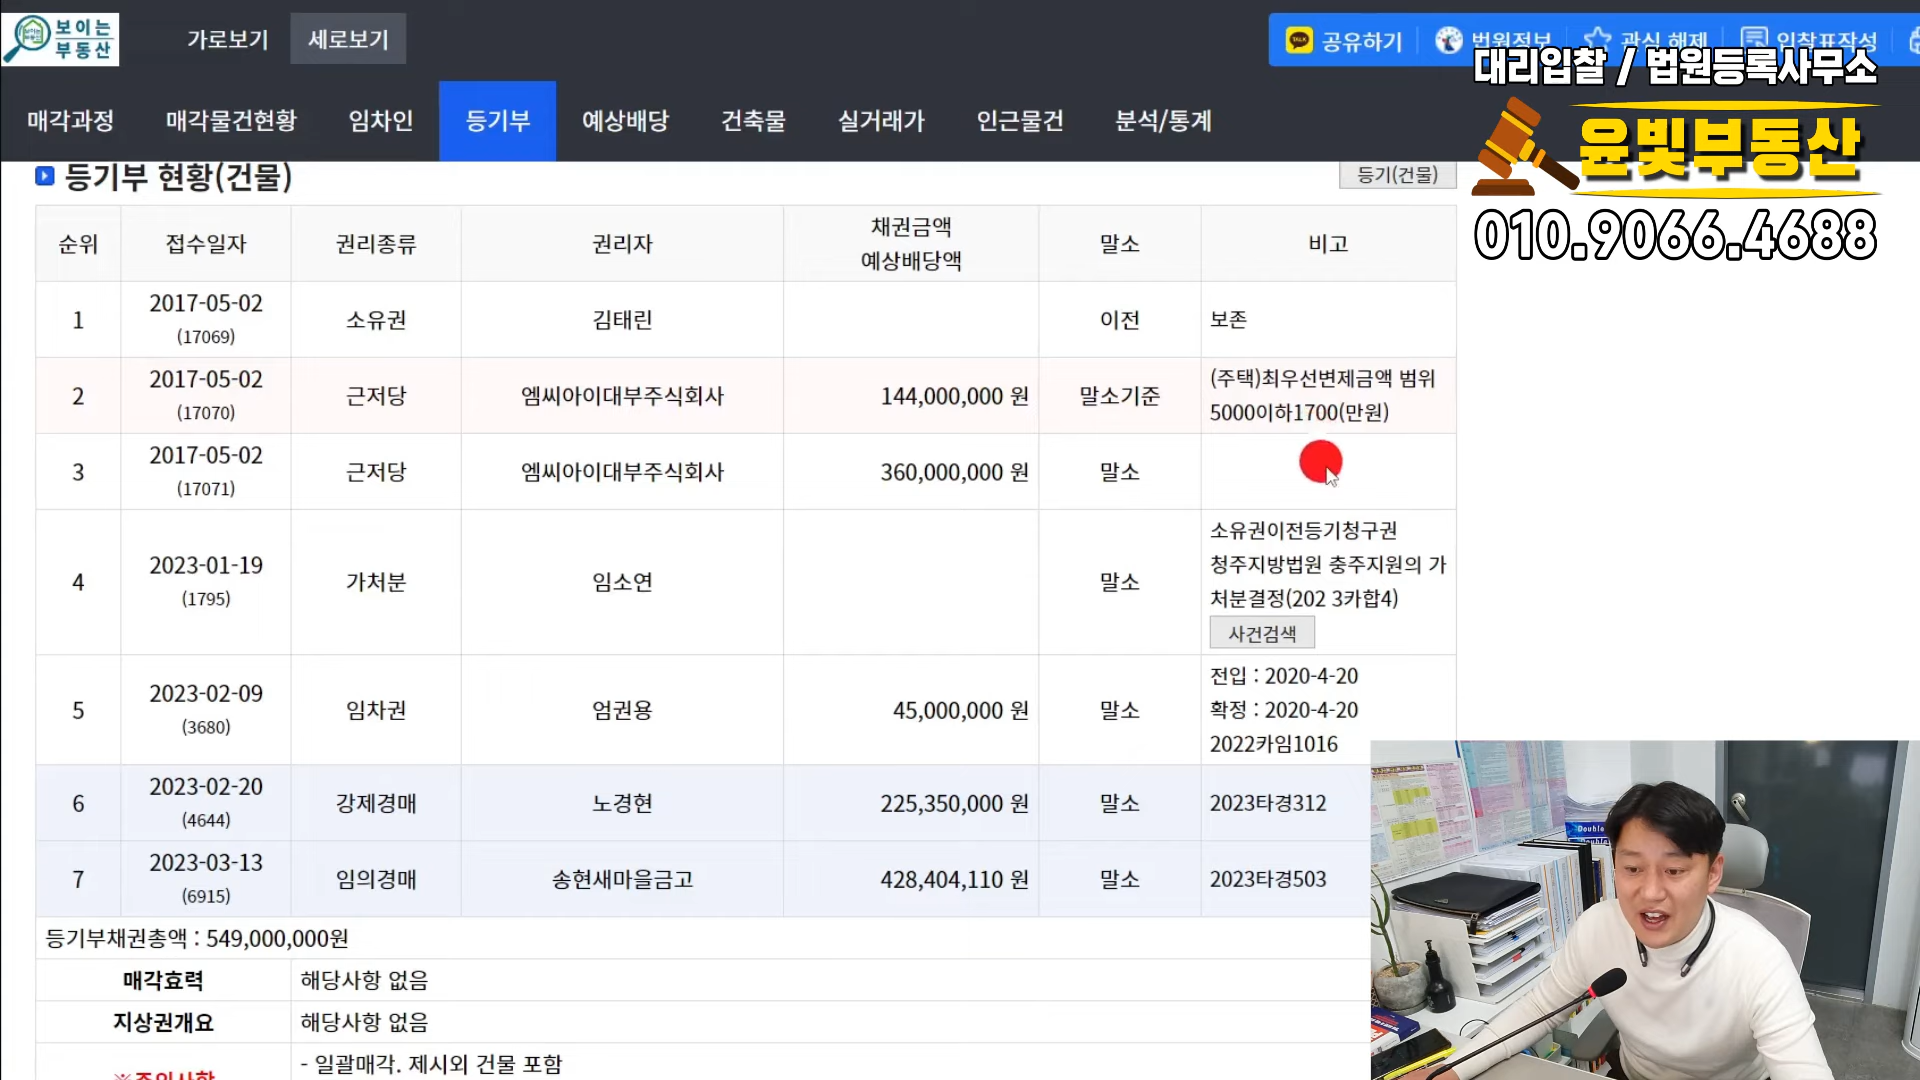 보이는
부동산
가로보기
세로보기
공유하기
법원정보
관심 해제
입찰표작성
대리입찰 / 법원등록사무소
윤빛부동산
010.9066.4688
매각과정
매각물건현황
임차인
등기부
예상배당
건축물
실거래가
인근물건
분석/통계
등기부 현황(건물)
등기(건물)
순위
접수일자
권리종류
권리자
채권금액
예상배당액
말소
비고
1
2017-05-02
(17069)
소유권
김태린
이전
보존
2
2017-05-02
(17070)
근저당
엠씨아이대부주식회사
144,000,000 원
말소기준
(주택)최우선변제금액 범위
5000이하1700(만원)
3
2017-05-02
(17071)
근저당
엠씨아이대부주식회사
360,000,000 원
말소
4
2023-01-19
(1795)
가처분
임소연
말소
소유권이전등기청구권
청주지방법원 충주지원의 가
처분결정(202 3카합4)
사건검색
5
2023-02-09
(3680)
임차권
엄권용
45,000,000 원
말소
전입 : 2020-4-20
확정 : 2020-4-20
2022카임1016
6
2023-02-20
(4644)
강제경매
노경현
225,350,000 원
말소
2023타경312
7
2023-03-13
(6915)
임의경매
송현새마을금고
428,404,110 원
말소
2023타경503
등기부채권총액 : 549,000,000원
매각효력
해당사항 없음
지상권개요
해당사항 없음
※주의사항
- 일괄매각. 제시외 건물 포함